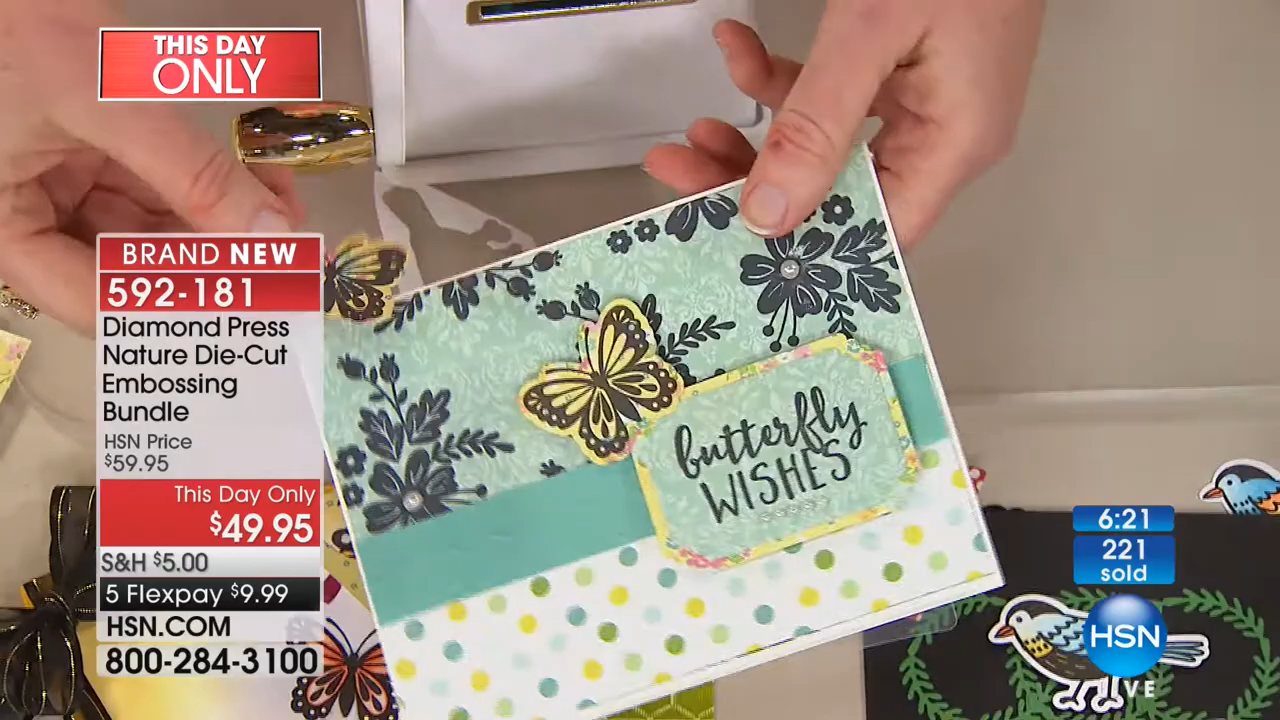 THIS DAY
ONLY
BRAND NEW
592-181
Diamond Press
Nature Die-Cut
Embossing
Bundle
HSN Price
$59.95
This Day Only
$49.95
S&H $5.00
5 Flexpay $9.99
HSN.COM
800-284-3100
butterfly
WISHES
6:21
221
sold
HSN